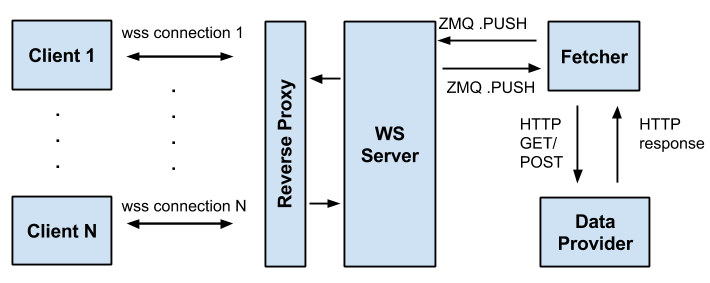 Client 1
wss connection 1
Reverse Proxy
WS
Server
ZMQ .PUSH
ZMQ .PUSH
Fetcher
HTTP
GET/
POST
HTTP
response
Client N
wss connection N
Data
Provider